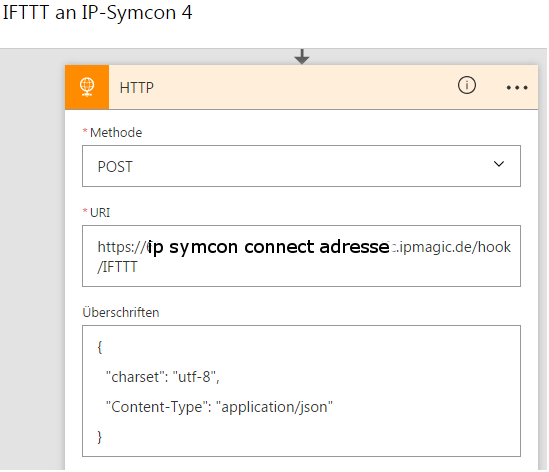 IFTTT an IP-Symcon 4
HTTP
*Methode
POST
*URI
https://ip symcon connect adresse.ipmagic.de/hook
/IFTTT
Überschriften
{
"charset": "utf-8",
"Content-Type": "application/json"
}